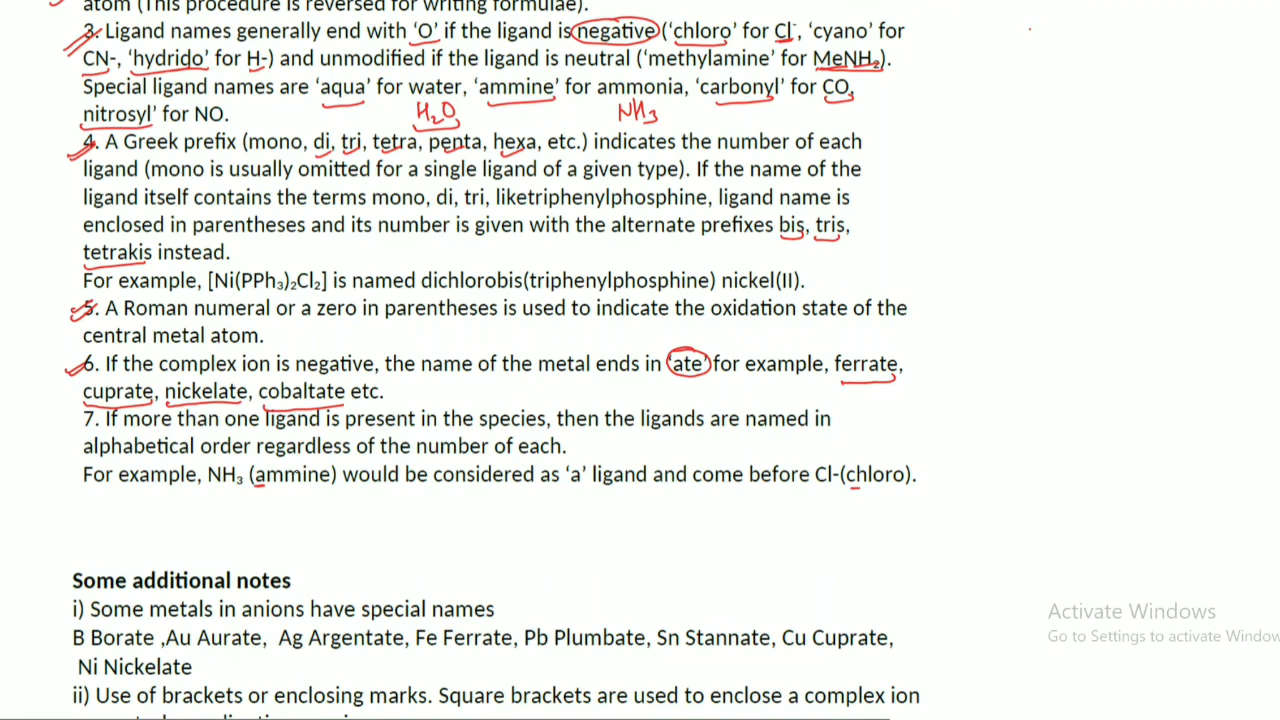 atom (This procedure is reversed for writing formulae).
3. Ligand names generally end with ‘O’ if the ligand is negative (‘chloro’ for Cl⁻, ‘cyano’ for
CN-, ‘hydrido’ for H-) and unmodified if the ligand is neutral (‘methylamine’ for MeNH₂).
Special ligand names are ‘aqua’ for water, ‘ammine’ for ammonia, ‘carbonyl’ for CO,
nitrosyl’ for NO.
H₂O NH₃
4. A Greek prefix (mono, di, tri, tetra, penta, hexa, etc.) indicates the number of each
ligand (mono is usually omitted for a single ligand of a given type). If the name of the
ligand itself contains the terms mono, di, tri, liketriphenylphosphine, ligand name is
enclosed in parentheses and its number is given with the alternate prefixes bis, tris,
tetrakis instead.
For example, [Ni(PPh₃)₂Cl₂] is named dichlorobis(triphenylphosphine) nickel(II).
5. A Roman numeral or a zero in parentheses is used to indicate the oxidation state of the
central metal atom.
6. If the complex ion is negative, the name of the metal ends in ‘ate’ for example, ferrate,
cuprate, nickelate, cobaltate etc.
7. If more than one ligand is present in the species, then the ligands are named in
alphabetical order regardless of the number of each.
For example, NH₃ (ammine) would be considered as ‘a’ ligand and come before Cl-(chloro).
Some additional notes
i) Some metals in anions have special names
B Borate ,Au Aurate, Ag Argentate, Fe Ferrate, Pb Plumbate, Sn Stannate, Cu Cuprate,
Ni Nickelate
ii) Use of brackets or enclosing marks. Square brackets are used to enclose a complex ion
Activate Windows
Go to Settings to activate Window